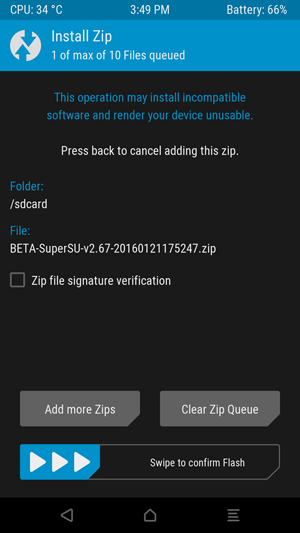 CPU: 34 °C 3:49 PM Battery: 66%
Install Zip
1 of max of 10 Files queued
This operation may install incompatible
software and render your device unusable.
Press back to cancel adding this zip.
Folder:
/sdcard
File:
BETA-SuperSU-v2.67-20160121175247.zip
Zip file signature verification
Add more Zips Clear Zip Queue
Swipe to confirm Flash